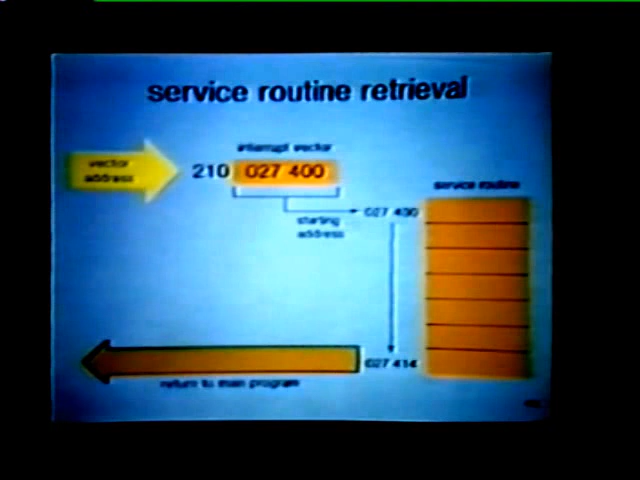 service routine retrieval
interrupt vector
vector
address
210 027 400
service routine
starting
address
027 400
027 414
return to main program